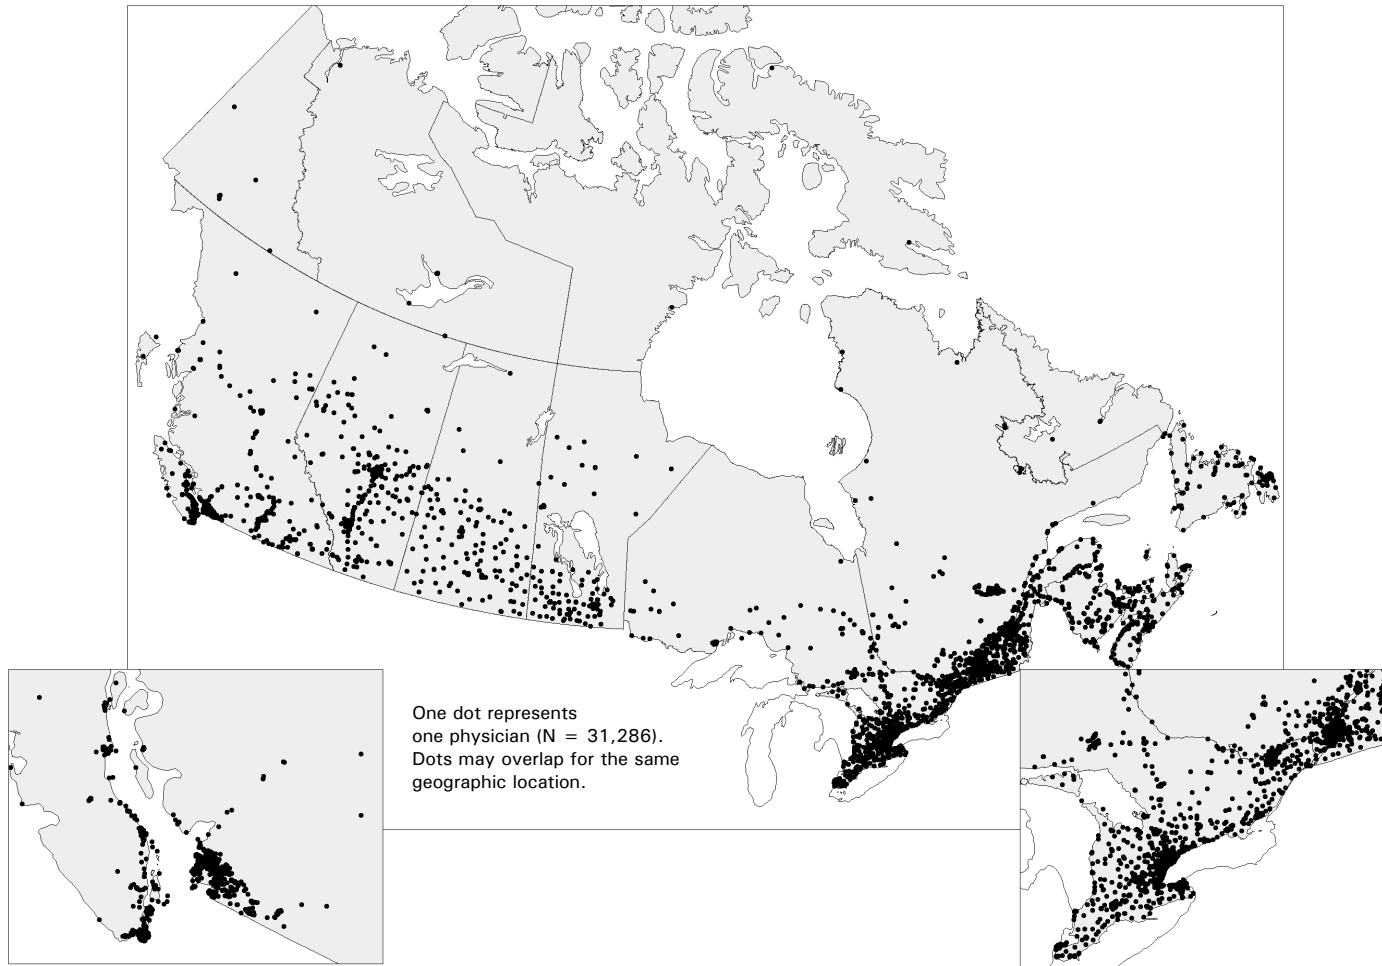 One dot represents
one physician (N = 31,286).
Dots may overlap for the same
geographic location.